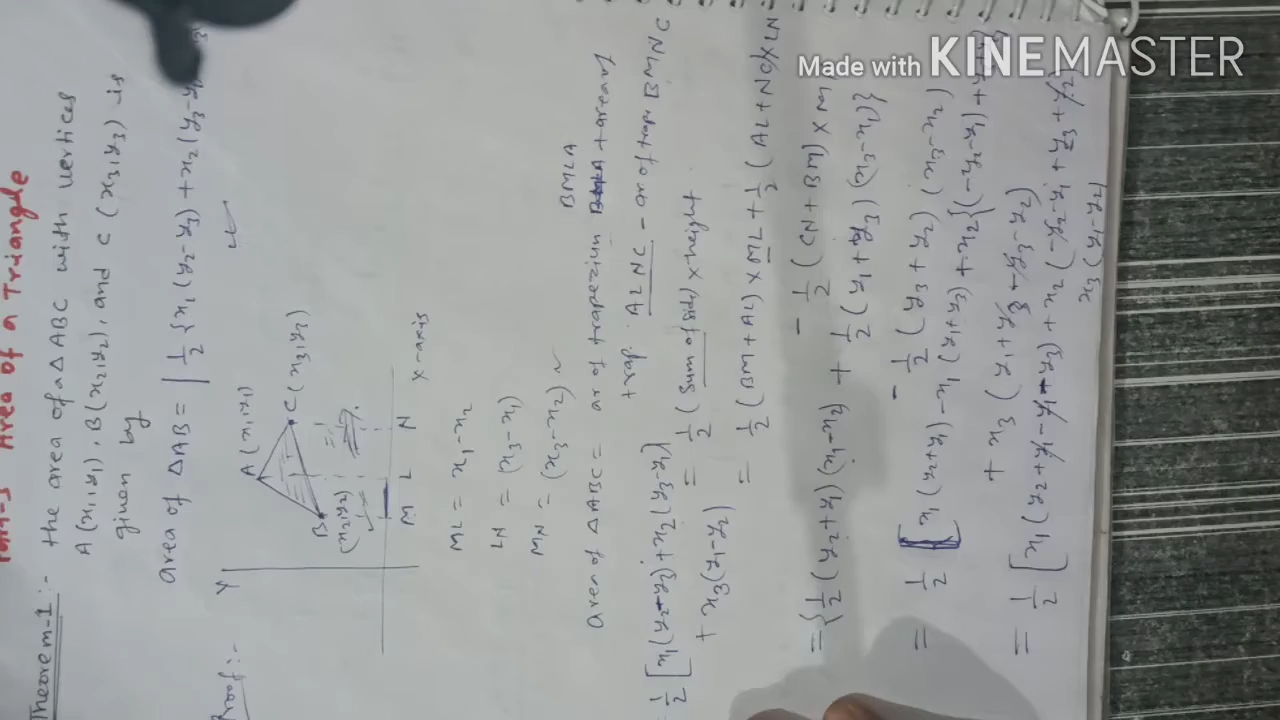 Area of a Triangle
Theorem-1 :- the area of a △ABC with vertices
A(x₁,y₁), B(x₂,y₂), and C (x₃,y₃) is
given by
area of △AB = | 1/2 {x₁(y₂-y₃) + x₂(y₃-y
Proof:-
Y
A(x₁,y₁)
B
(x₂,y₂)
C(x₃,y₃)
M L N
X-axis
ML = x₁-x₂
LN = (x₃-x₁)
MN = (x₃-x₂)
BMLA
area of △ABC = ar of trapezium + area of
trap. ALNC - ar of trap BMNC
= 1/2 (sum of ) x height
= 1/2 (BM + AL) x ML + 1/2 (AL + NC) x LN
- 1/2 (CN + BM) x
= {1/2 (y₂+y₁)(x₁-x₂) + 1/2 (y₁+y₃)(x₃-x₁)}
- 1/2 (y₃+y₂)(x₃-x₂)
= 1/2 [x₁(y₂+y₁-y₁-y₃) + x₂{(-y₂-y₁+
+ x₃(y₁+y₃-y₃-y₂)
= 1/2 [x₁(y₂+y₁-y₁-y₃) + x₂(-y₂-y₁+y₃+y₂)
x₃(y₁-y₂)
= 1/2 [x₁(y₂-y₃)+x₂(y₃-y₁)
+ x₃(y₁-y₂)
Made with KINEMASTER